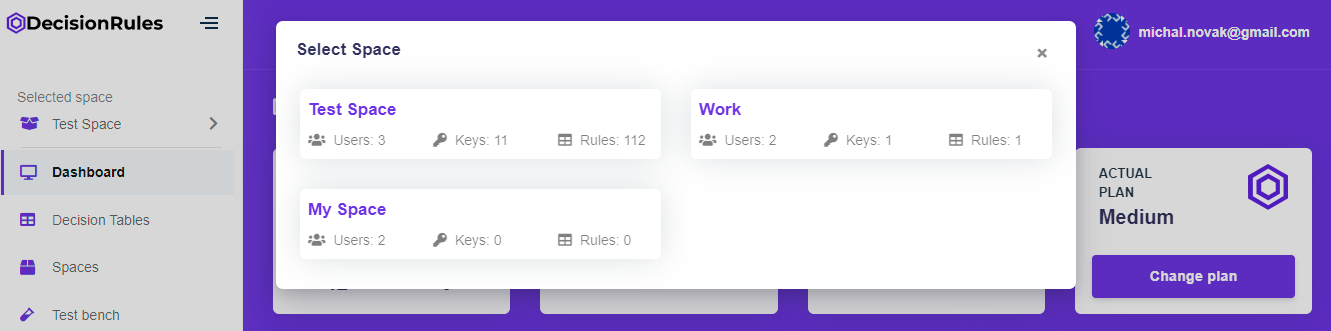 DecisionRules
Selected space
Test Space
Dashboard
Decision Tables
Spaces
Test bench
michal.novak@gmail.com
Select Space
×
Test Space
Users: 3 Keys: 11 Rules: 112
Work
Users: 2 Keys: 1 Rules: 1
My Space
Users: 2 Keys: 0 Rules: 0
ACTUAL
PLAN
Medium
Change plan